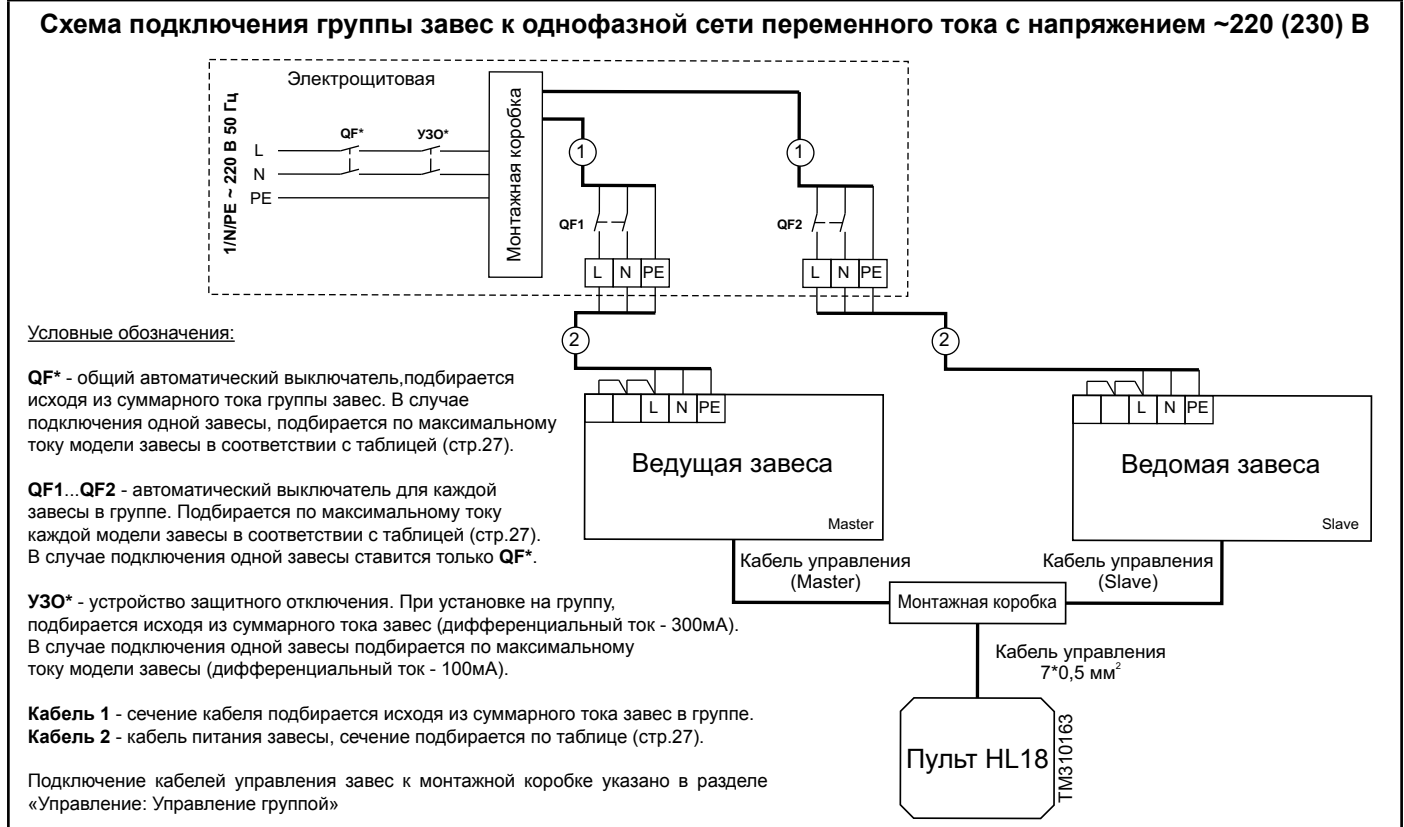 Схема подключения группы завес к однофазной сети переменного тока с напряжением ~220 (230) В
Электрощитовая
1/N/PE ~ 220 В 50 Гц
QF*
УЗО*
L
N
PE
Монтажная коробка
1
1
QF1
QF2
L N PE
L N PE
2
2
L N PE
L N PE
Ведущая завеса
Master
Ведомая завеса
Slave
Кабель управления
(Master)
Кабель управления
(Slave)
Монтажная коробка
Кабель управления
7*0,5 мм²
Пульт HL18
TM310163
Условные обозначения:
QF* - общий автоматический выключатель,подбирается
исходя из суммарного тока группы завес. В случае
подключения одной завесы, подбирается по максимальному
току модели завесы в соответствии с таблицей (стр.27).
QF1...QF2 - автоматический выключатель для каждой
завесы в группе. Подбирается по максимальному току
каждой модели завесы в соответствии с таблицей (стр.27).
В случае подключения одной завесы ставится только QF*.
УЗО* - устройство защитного отключения. При установке на группу,
подбирается исходя из суммарного тока завес (дифференциальный ток - 300мА).
В случае подключения одной завесы подбирается по максимальному
току модели завесы (дифференциальный ток - 100мА).
Кабель 1 - сечение кабеля подбирается исходя из суммарного тока завес в группе.
Кабель 2 - кабель питания завесы, сечение подбирается по таблице (стр.27).
Подключение кабелей управления завес к монтажной коробке указано в разделе
«Управление: Управление группой»